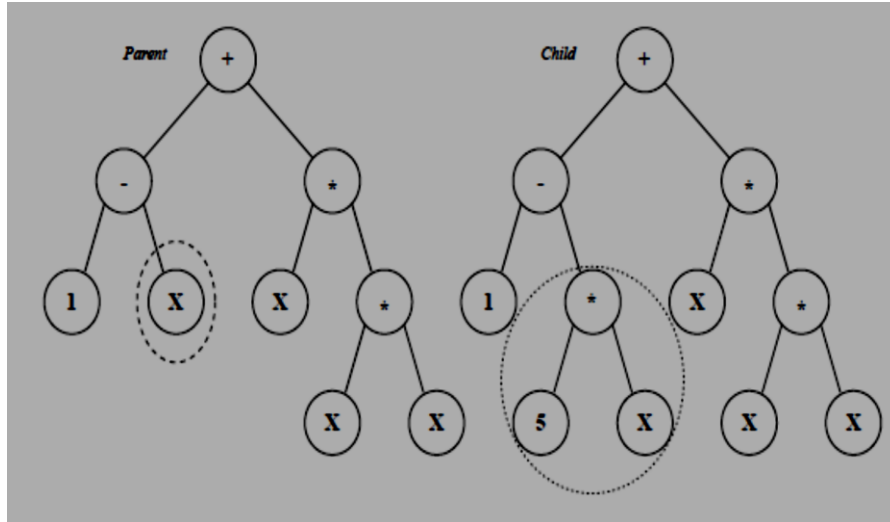 Parent + Child +
- * - *
1 X X * 1 * X *
X X 5 X X X